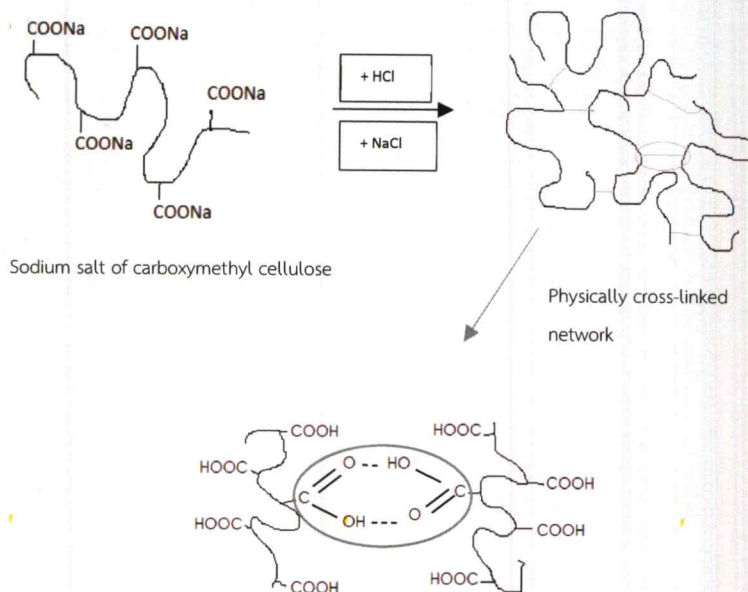 COONa
COONa
COONa
COONa
COONa
+ HCl
+ NaCl
Sodium salt of carboxymethyl cellulose
Physically cross-linked
network
COOH
HOOC
O
HO
HOOC
C
C
COOH
HOOC
OH
O
COOH
COOH
HOOC